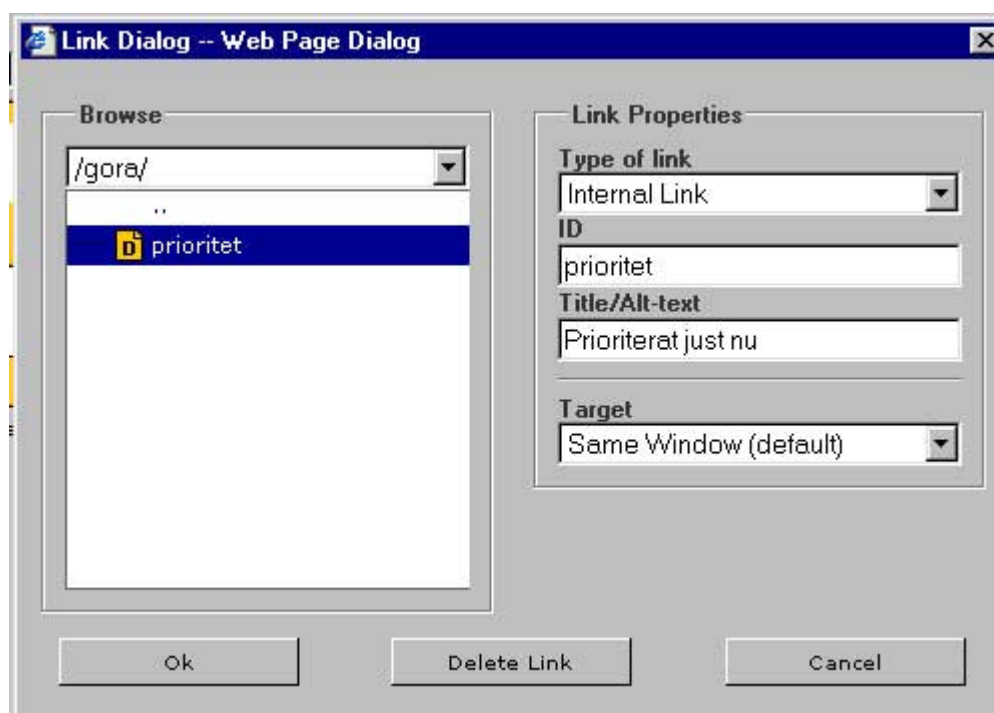 Link Dialog -- Web Page Dialog
Browse
/gora/
..
prioritet
Link Properties
Type of link
Internal Link
ID
prioritet
Title/Alt-text
Prioriterat just nu
Target
Same Window (default)
Ok
Delete Link
Cancel